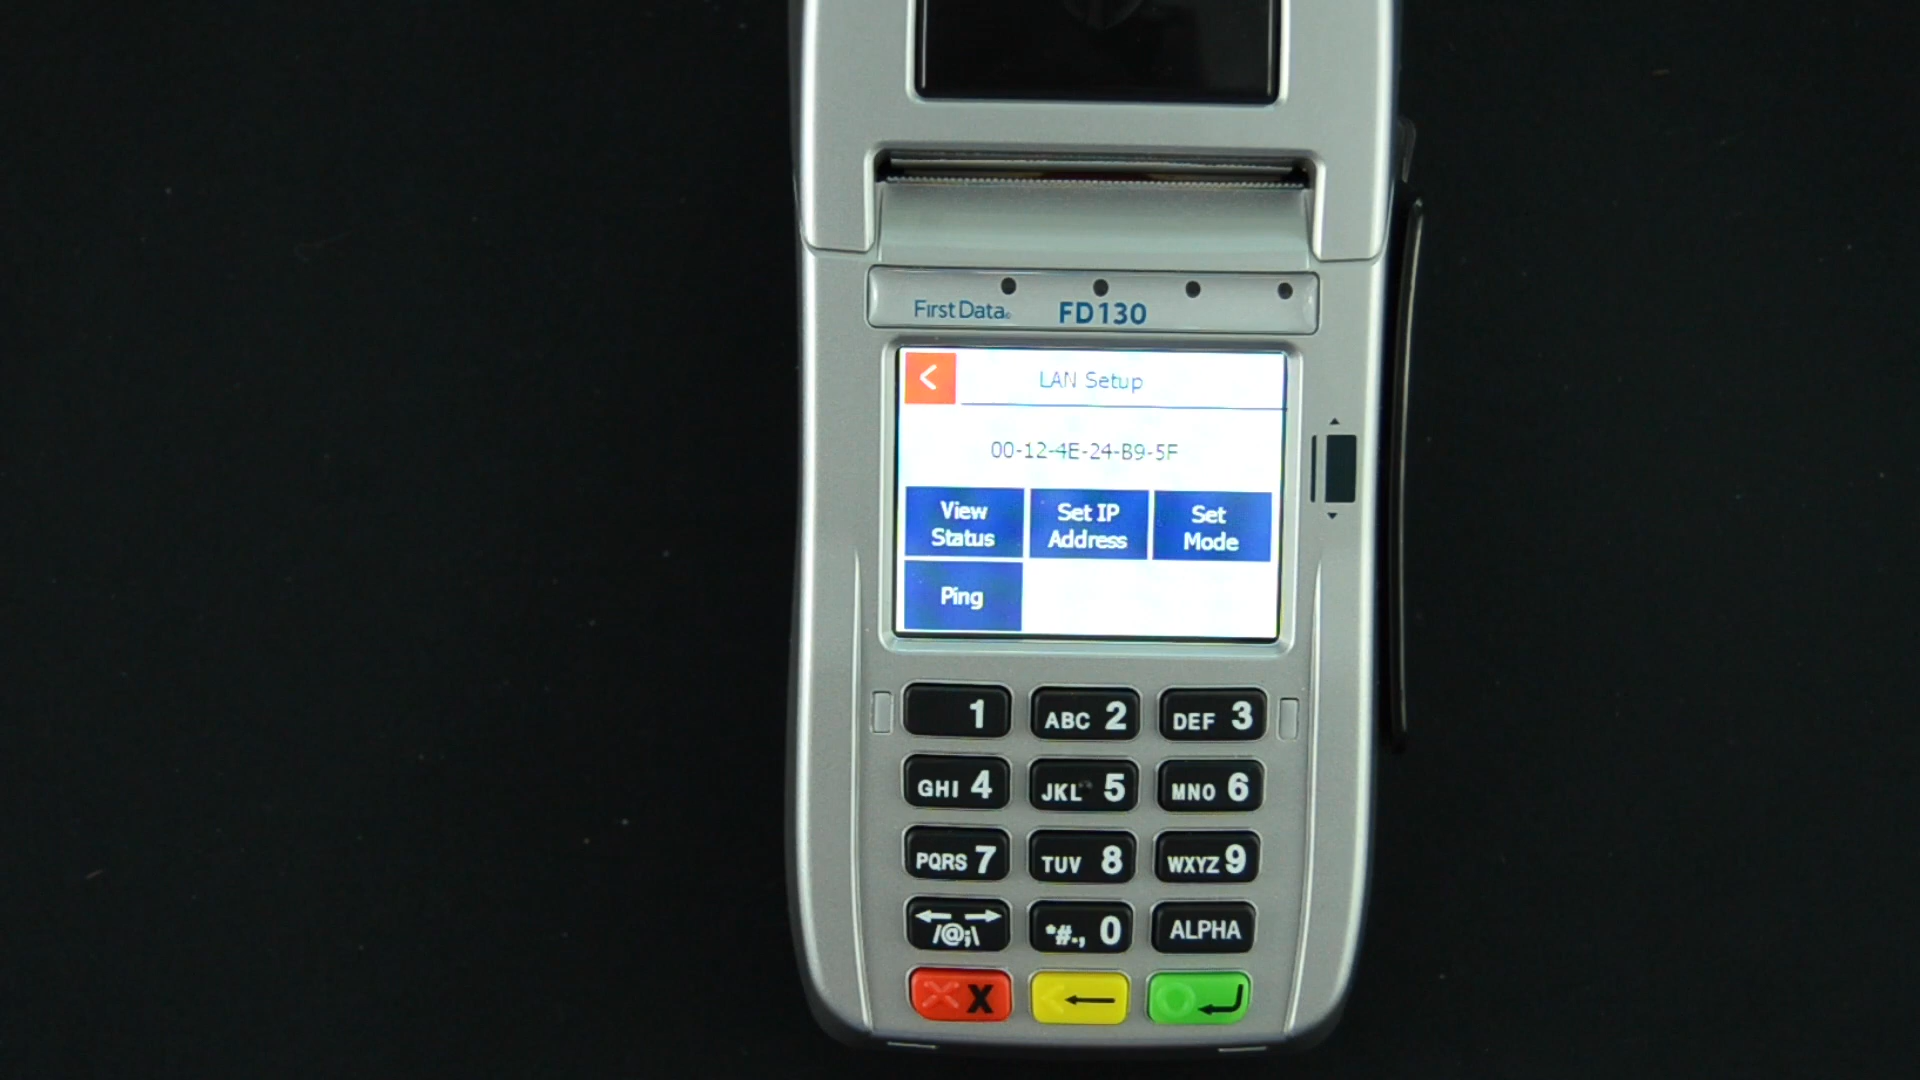 First Data® FD130
< LAN Setup
00-12-4E-24-B9-5F
View Status
Set IP Address
Set Mode
Ping
1
ABC 2
DEF 3
GHI 4
JKL 5
MNO 6
PQRS 7
TUV 8
WXYZ 9
/@;\
*#., 0
ALPHA
X